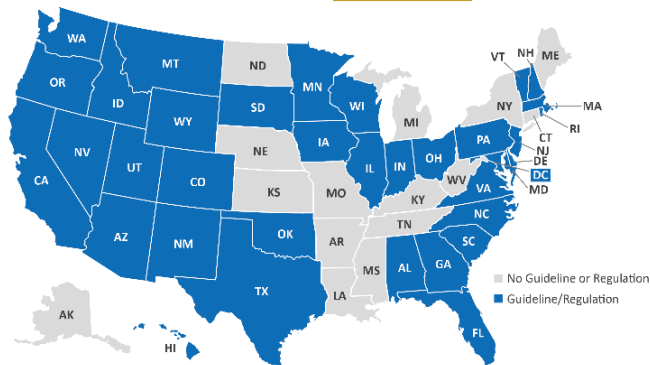 WA
MT
ND
MN
VT
NH
ME
OR
ID
WY
SD
WI
MI
NY
MA
RI
CT
NV
UT
CO
NE
IA
IL
IN
OH
PA
NJ
DE
DC
MD
CA
KS
MO
KY
WV
VA
AZ
NM
OK
AR
TN
NC
SC
TX
LA
MS
AL
GA
FL
AK
HI
No Guideline or Regulation
Guideline/Regulation